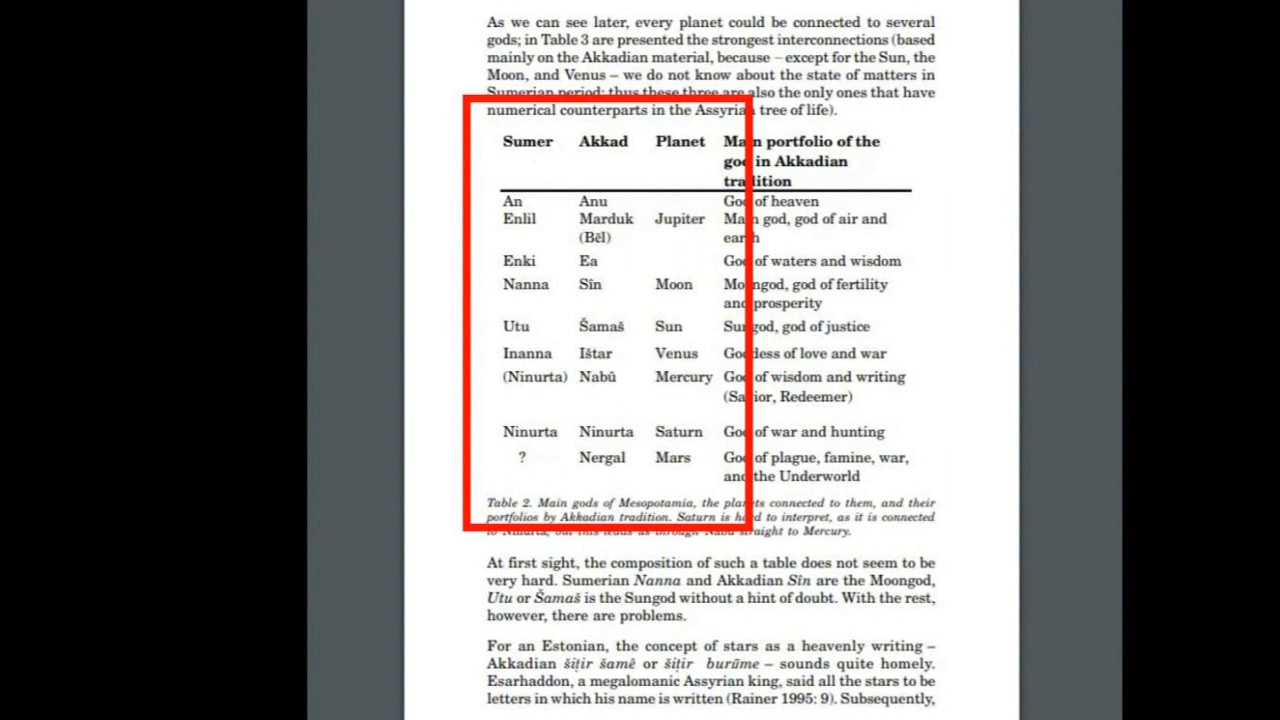 As we can see later, every planet could be connected to several
gods; in Table 3 are presented the strongest interconnections (based
mainly on the Akkadian material, because – except for the Sun, the
Moon, and Venus – we do not know about the state of matters in
Sumerian period; thus these three are also the only ones that have
numerical counterparts in the Assyrian tree of life).
Sumer Akkad Planet Main portfolio of the
god in Akkadian
tradition
An Anu God of heaven
Enlil Marduk Jupiter Main god, god of air and
(Bēl) earth
Enki Ea God of waters and wisdom
Nanna Sîn Moon Moongod, god of fertility
and prosperity
Utu Šamaš Sun Sungod, god of justice
Inanna Ištar Venus Goddess of love and war
(Ninurta) Nabû Mercury God of wisdom and writing
(Savior, Redeemer)
Ninurta Ninurta Saturn God of war and hunting
? Nergal Mars God of plague, famine, war,
and the Underworld
Table 2. Main gods of Mesopotamia, the planets connected to them, and their
portfolios by Akkadian tradition. Saturn is hard to interpret, as it is connected
to Ninurta, but this leads us through Nabû straight to Mercury.
At first sight, the composition of such a table does not seem to be
very hard. Sumerian Nanna and Akkadian Sîn are the Moongod,
Utu or Šamaš is the Sungod without a hint of doubt. With the rest,
however, there are problems.
For an Estonian, the concept of stars as a heavenly writing –
Akkadian šiṭir šamê or šiṭir burūme – sounds quite homely.
Esarhaddon, a megalomanic Assyrian king, said all the stars to be
letters in which his name is written (Rainer 1995: 9). Subsequently,